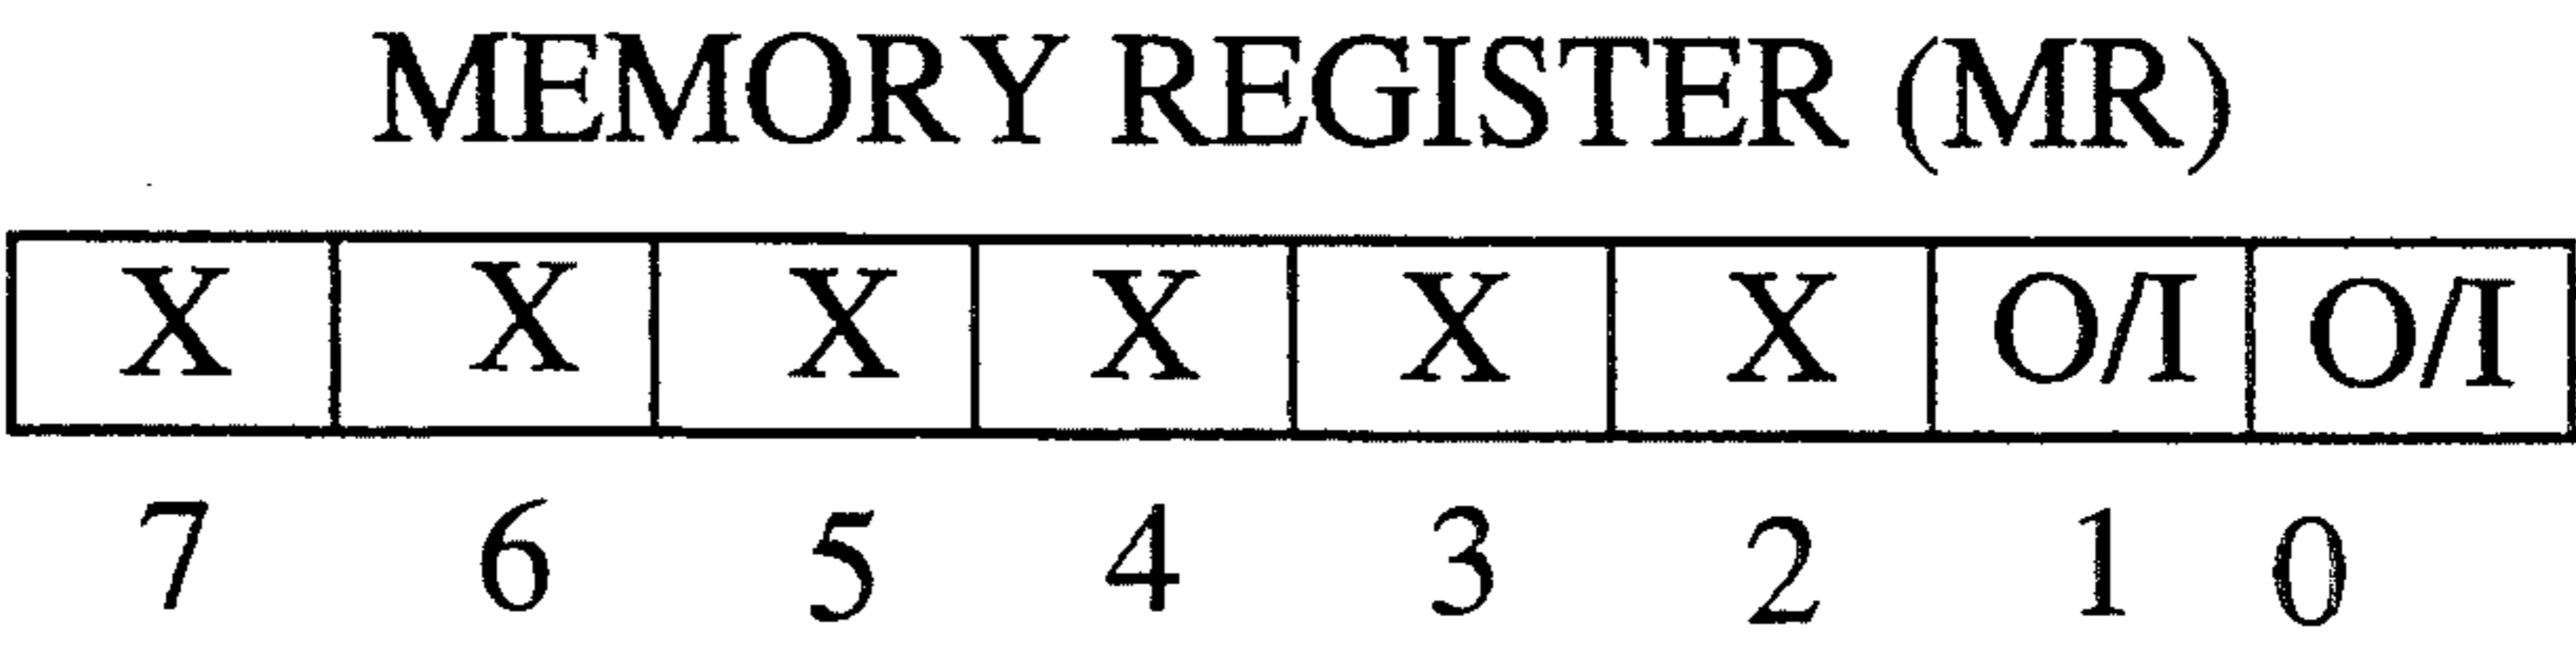 MEMORY REGISTER (MR)
X X X X X X O/I O/I
7 6 5 4 3 2 1 0